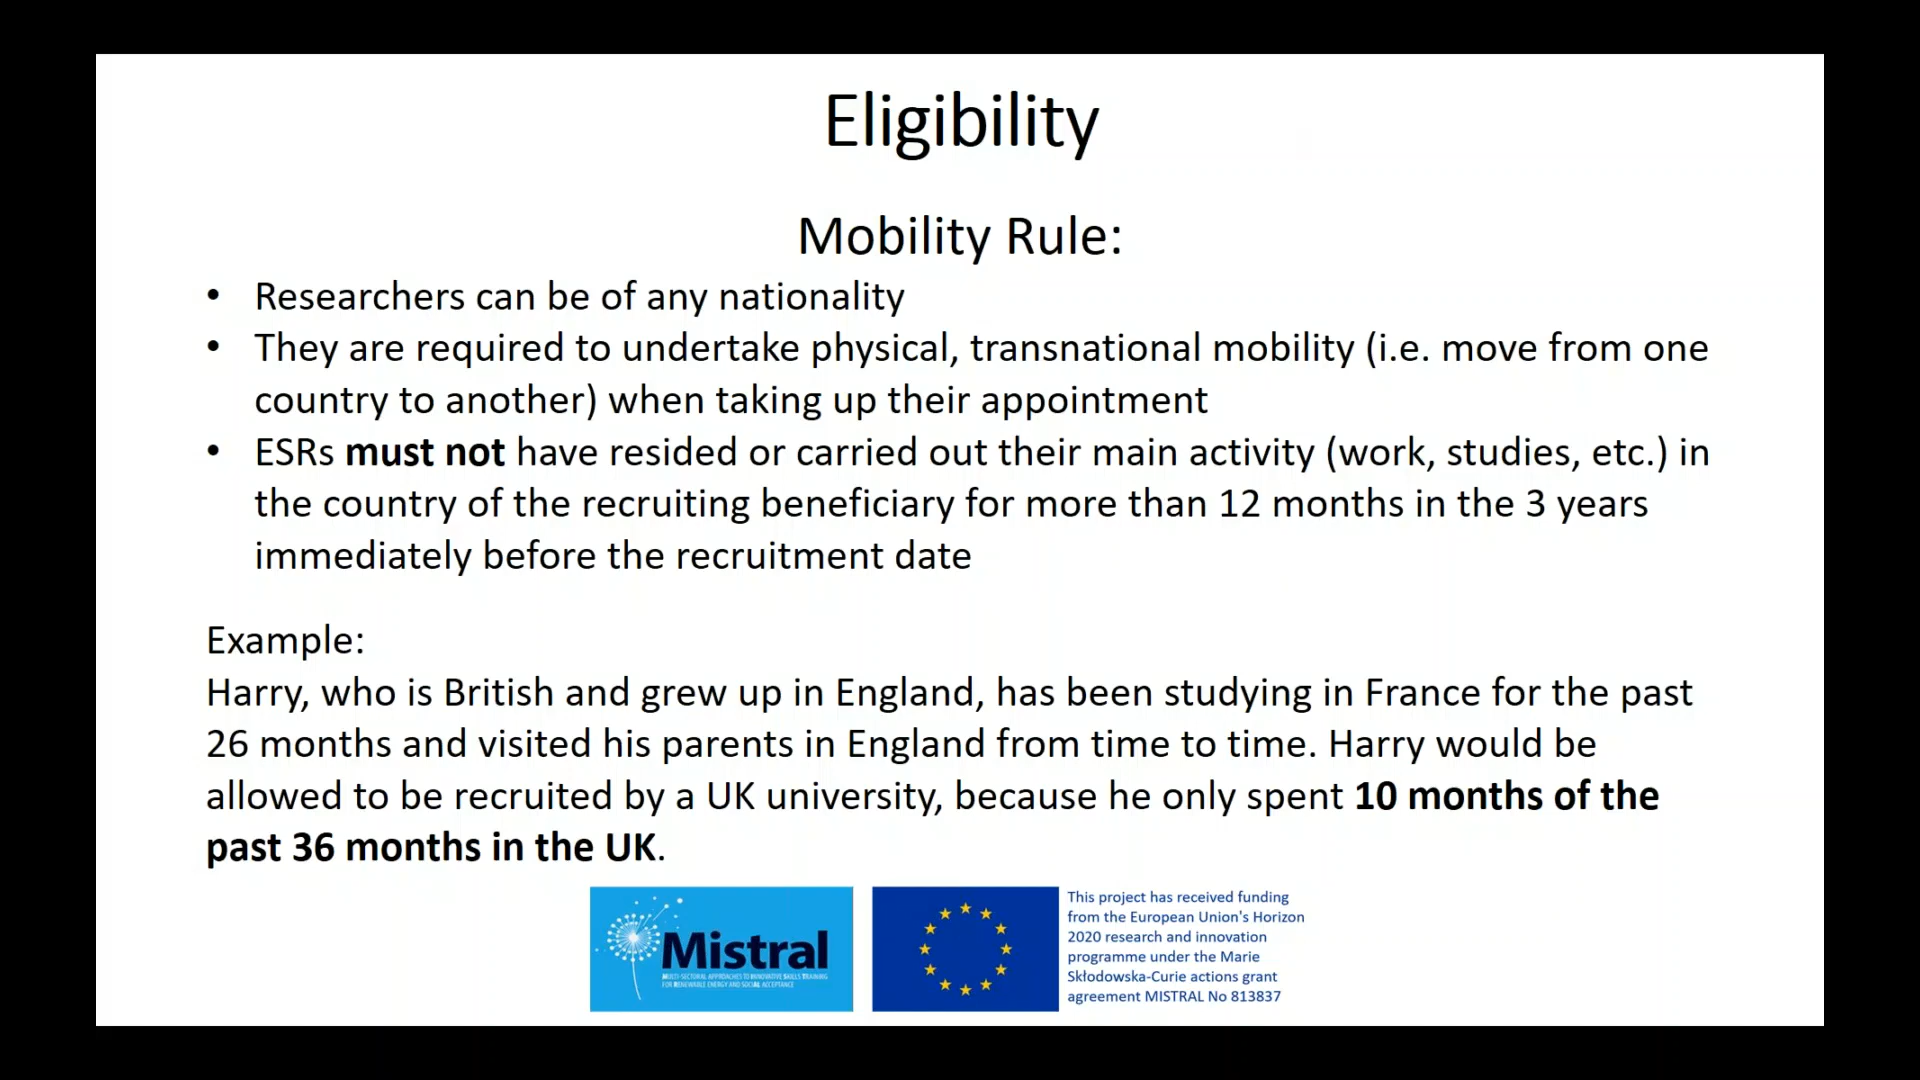 Eligibility
Mobility Rule:
• Researchers can be of any nationality
• They are required to undertake physical, transnational mobility (i.e. move from one
country to another) when taking up their appointment
• ESRs must not have resided or carried out their main activity (work, studies, etc.) in
the country of the recruiting beneficiary for more than 12 months in the 3 years
immediately before the recruitment date
Example:
Harry, who is British and grew up in England, has been studying in France for the past
26 months and visited his parents in England from time to time. Harry would be
allowed to be recruited by a UK university, because he only spent 10 months of the
past 36 months in the UK.
Mistral
MULTI-SECTORAL APPROACHES TO INNOVATIVE SKILLS TRAINING
FOR RENEWABLE ENERGY AND SOCIAL ACCEPTANCE
This project has received funding
from the European Union's Horizon
2020 research and innovation
programme under the Marie
Skłodowska-Curie actions grant
agreement MISTRAL No 813837